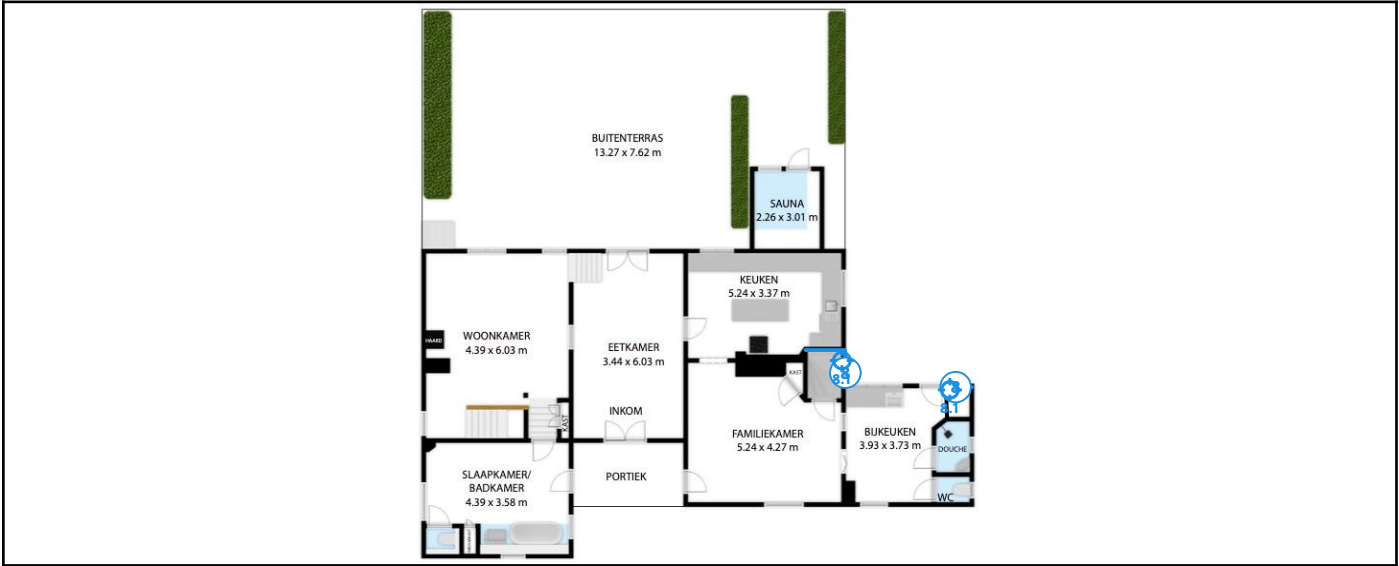 BUITENTERRAS
13.27 x 7.62 m
SAUNA
2.26 x 3.01 m
KEUKEN
5.24 x 3.37 m
WOONKAMER
4.39 x 6.03 m
HAARD
EETKAMER
3.44 x 6.03 m
KAST
8.1
8.1
INKOM
KAST
FAMILIEKAMER
5.24 x 4.27 m
BIJKEUKEN
3.93 x 3.73 m
DOUCHE
SLAAPKAMER/
BADKAMER
4.39 x 3.58 m
PORTIEK
WC